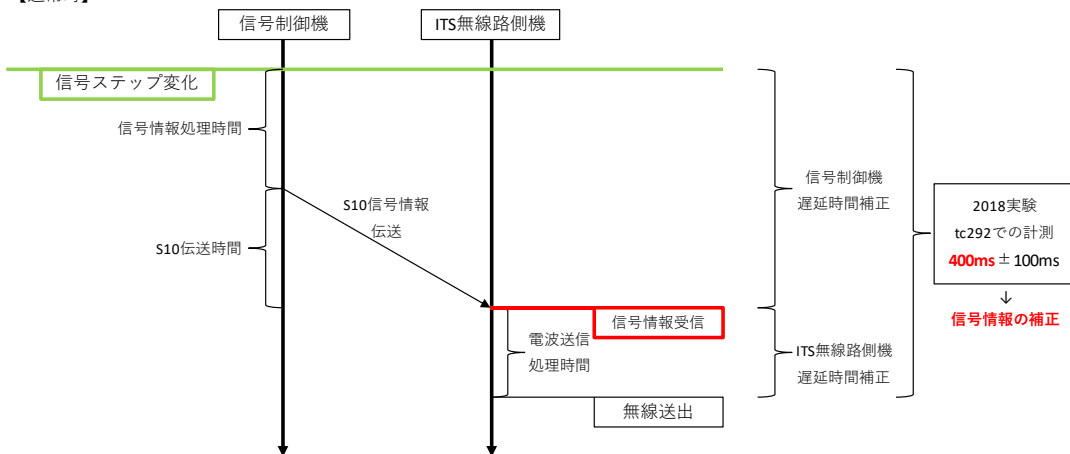 信号制御機
ITS無線路側機
信号ステップ変化
信号情報処理時間
S10信号情報
伝送
S10伝送時間
信号制御機
遅延時間補正
2018実験
tc292での計測
400ms±100ms
↓
信号情報の補正
信号情報受信
電波送信
処理時間
ITS無線路側機
遅延時間補正
無線送出